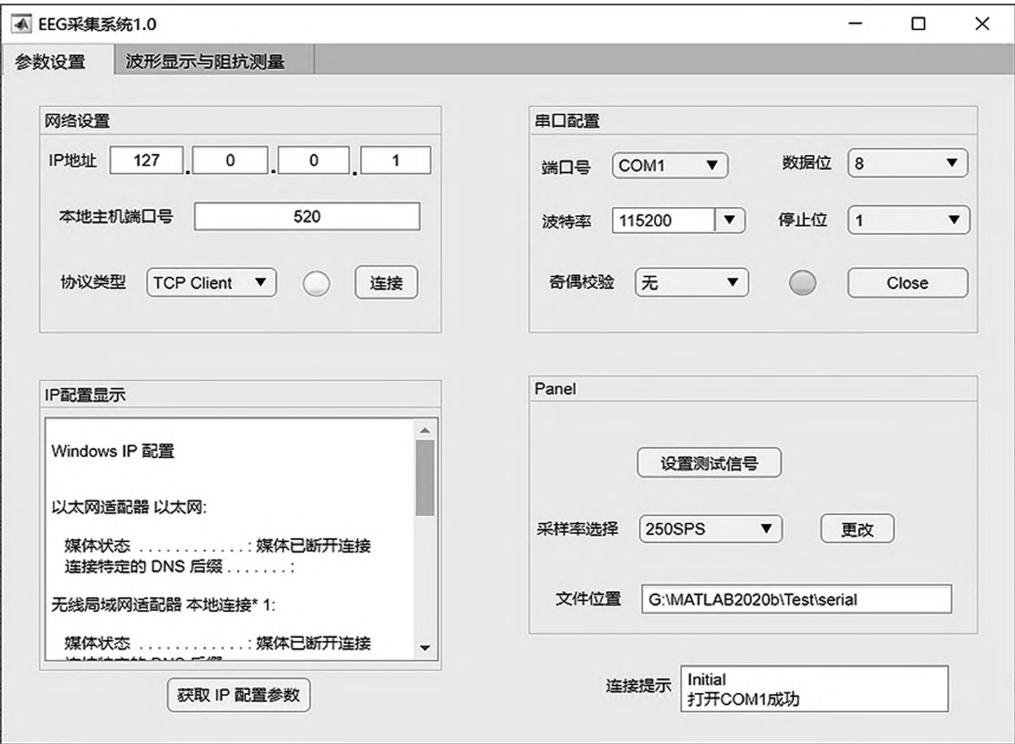 EEG采集系统1.0
参数设置 波形显示与阻抗测量
网络设置
IP地址 127 . 0 . 0 . 1
本地主机端口号 520
协议类型 TCP Client 连接
串口配置
端口号 COM1 数据位 8
波特率 115200 停止位 1
奇偶校验 无 Close
IP配置显示
Windows IP 配置
以太网适配器 以太网:
媒体状态 . . . . . . . . . . . . : 媒体已断开连接
连接特定的 DNS 后缀 . . . . . . . :
无线局域网适配器 本地连接* 1:
媒体状态 . . . . . . . . . . . . : 媒体已断开连接
获取 IP 配置参数
Panel
设置测试信号
采样率选择 250SPS 更改
文件位置 G:\MATLAB2020b\Test\serial
连接提示 Initial
打开COM1成功